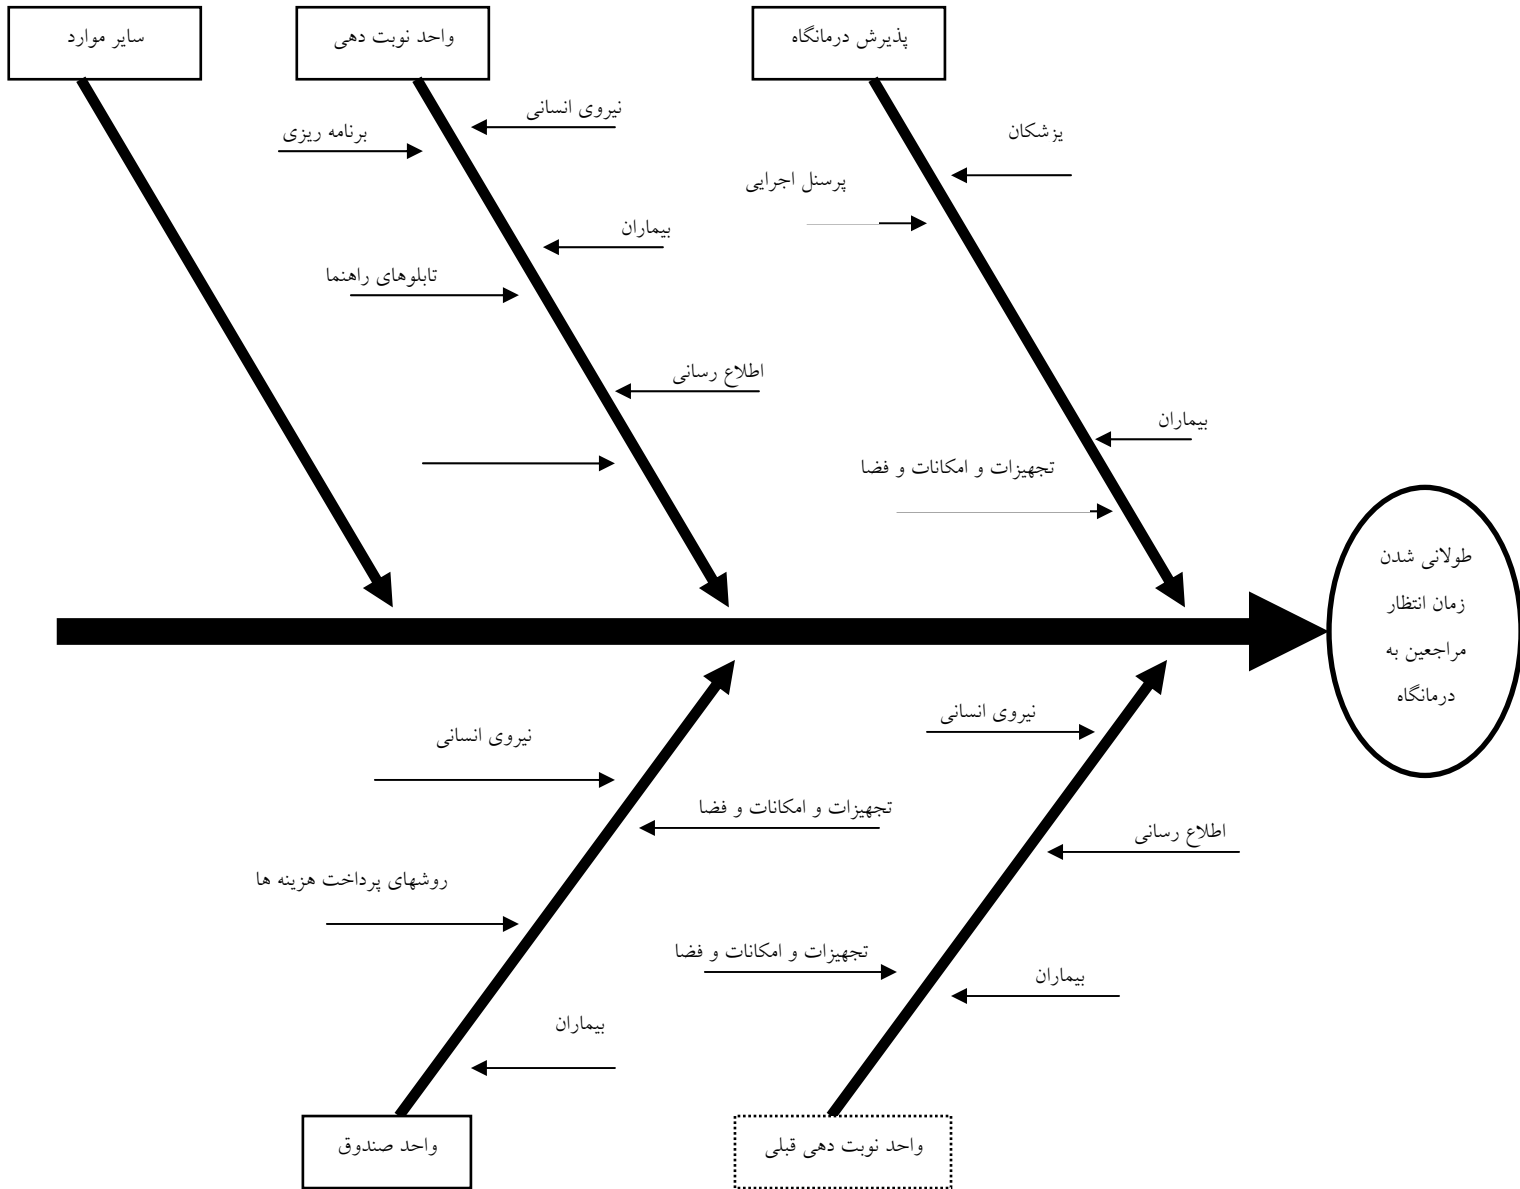 پذیرش درمانگاه
واحد نوبت دهی
سایر موارد
نیروی انسانی
برنامه ریزی
پزشکان
پرسنل اجرایی
بیماران
تابلوهای راهنما
اطلاع رسانی
بیماران
تجهیزات و امکانات و فضا
طولانی شدن
زمان انتظار
مراجعین به
درمانگاه
نیروی انسانی
نیروی انسانی
تجهیزات و امکانات و فضا
اطلاع رسانی
روشهای پرداخت هزینه ها
تجهیزات و امکانات و فضا
بیماران
بیماران
واحد نوبت دهی قبلی
واحد صندوق